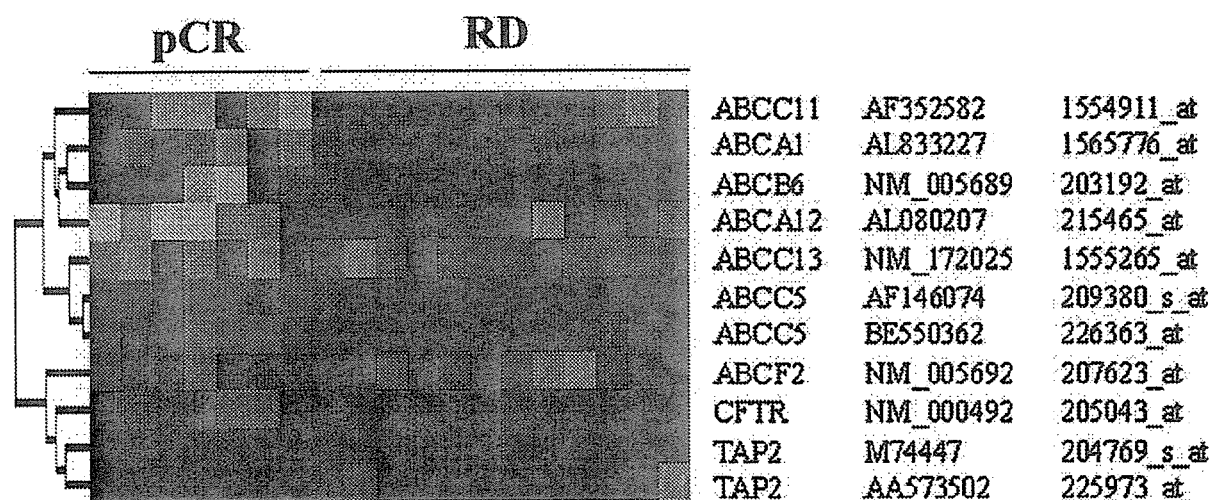 pCR RD
ABCC11 AF352582 1554911_at
ABCA1 AL833227 1565776_at
ABCB6 NM_005689 203192_at
ABCA12 AL080207 215465_at
ABCC13 NM_172025 1555265_at
ABCC5 AF146074 209380_s_at
ABCC5 BE550362 226363_at
ABCF2 NM_005692 207623_at
CFTR NM_000492 205043_at
TAP2 M74447 204769_s_at
TAP2 AA573502 225973_at